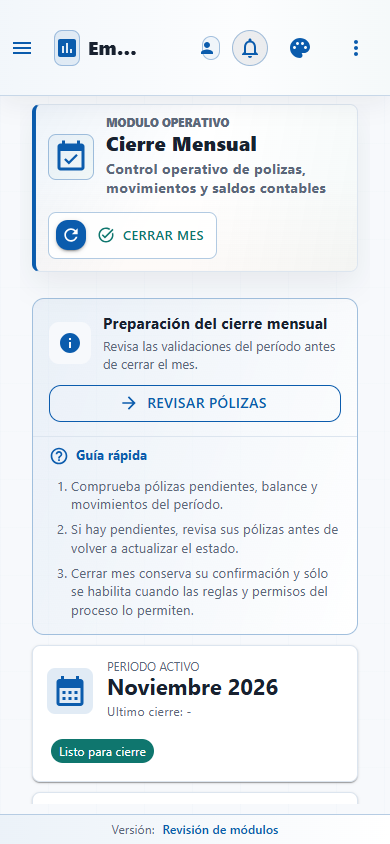 Em...
MODULO OPERATIVO
Cierre Mensual
Control operativo de polizas,
movimientos y saldos contables
CERRAR MES
Preparación del cierre mensual
Revisa las validaciones del período antes
de cerrar el mes.
REVISAR PÓLIZAS
Guía rápida
1. Comprueba pólizas pendientes, balance y
movimientos del período.
2. Si hay pendientes, revisa sus pólizas antes de
volver a actualizar el estado.
3. Cerrar mes conserva su confirmación y sólo
se habilita cuando las reglas y permisos del
proceso lo permiten.
PERIODO ACTIVO
Noviembre 2026
Ultimo cierre: -
Listo para cierre
Versión: Revisión de módulos